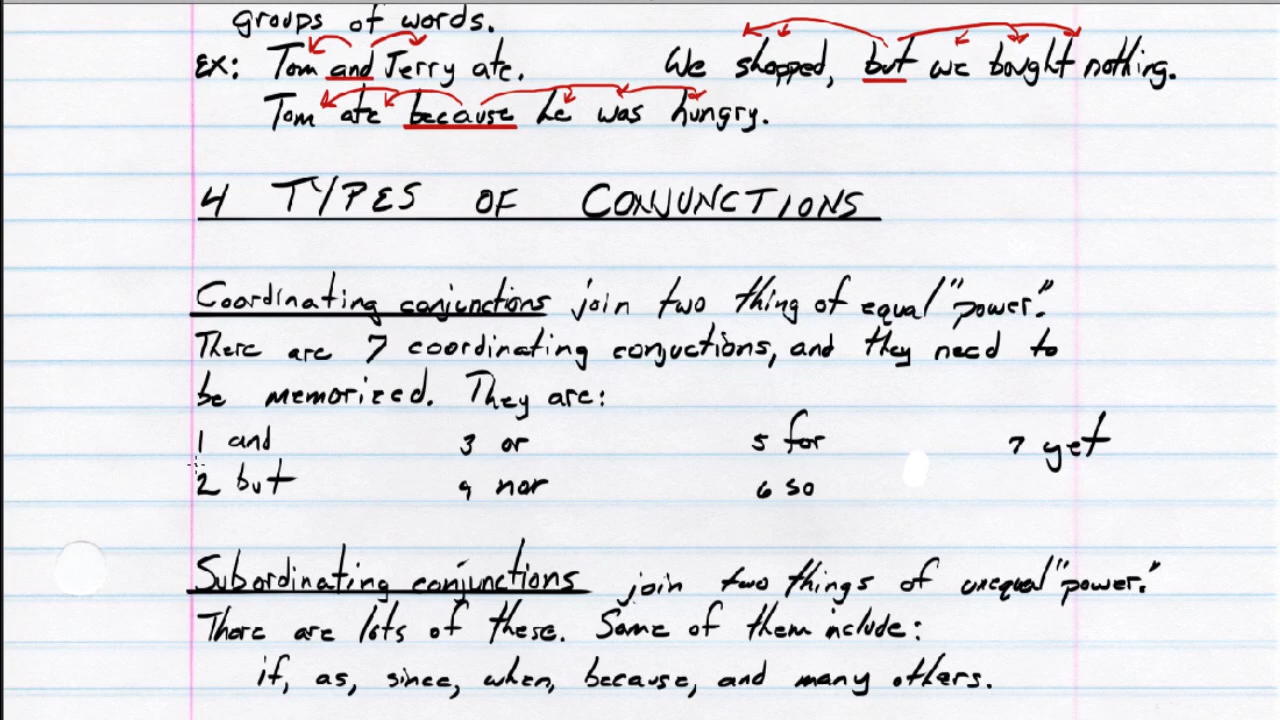 groups of words.
EX: Tom and Jerry ate. We shopped, but we bought nothing.
Tom ate because he was hungry.
4 TYPES OF CONJUNCTIONS
Coordinating conjunctions join two thing of equal "power."
There are 7 coordinating conjuctions, and they need to
be memorized. They are:
1 and 3 or 5 for 7 yet
2 but 4 nor 6 so
Subordinating conjunctions join two things of unequal "power."
There are lots of these. Some of them include:
if, as, since, when, because, and many others.